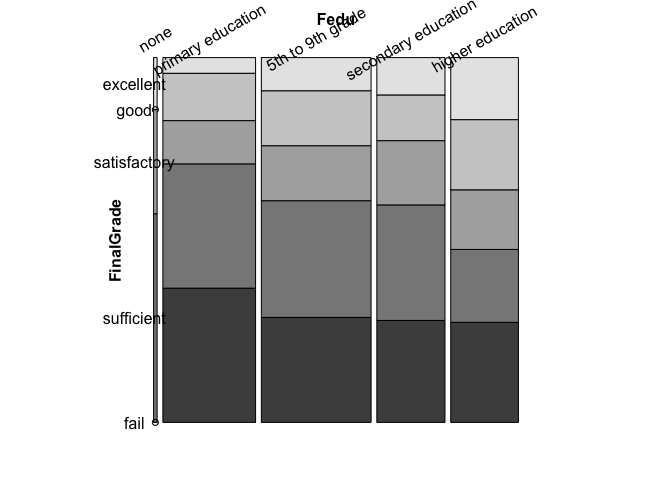 Fedu
none
primary education
5th to 9th grade
secondary education
higher education
FinalGrade
excellent
good
satisfactory
sufficient
fail